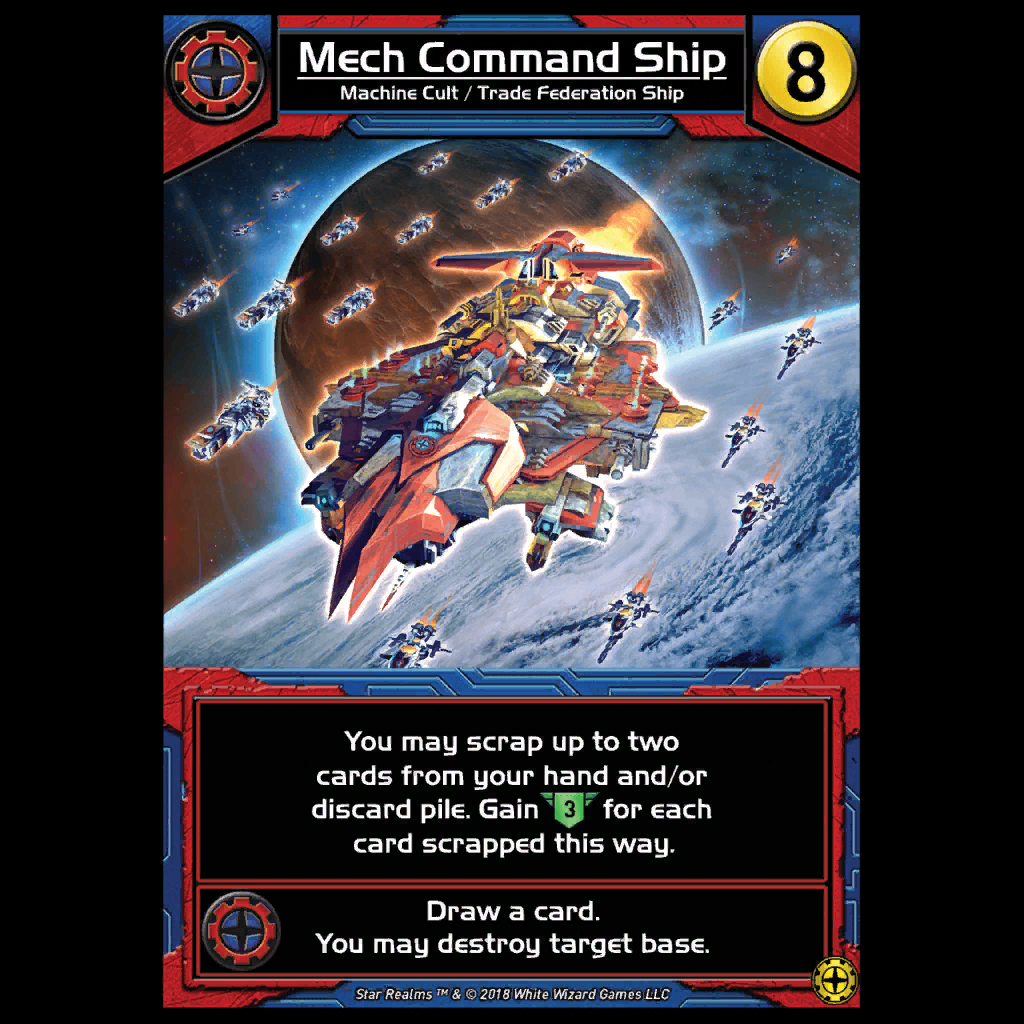 Mech Command Ship
8
Machine Cult / Trade Federation Ship
You may scrap up to two
cards from your hand and/or
discard pile. Gain 3 for each
card scrapped this way.
Draw a card.
You may destroy target base.
Star Realms ™ & © 2018 White Wizard Games LLC